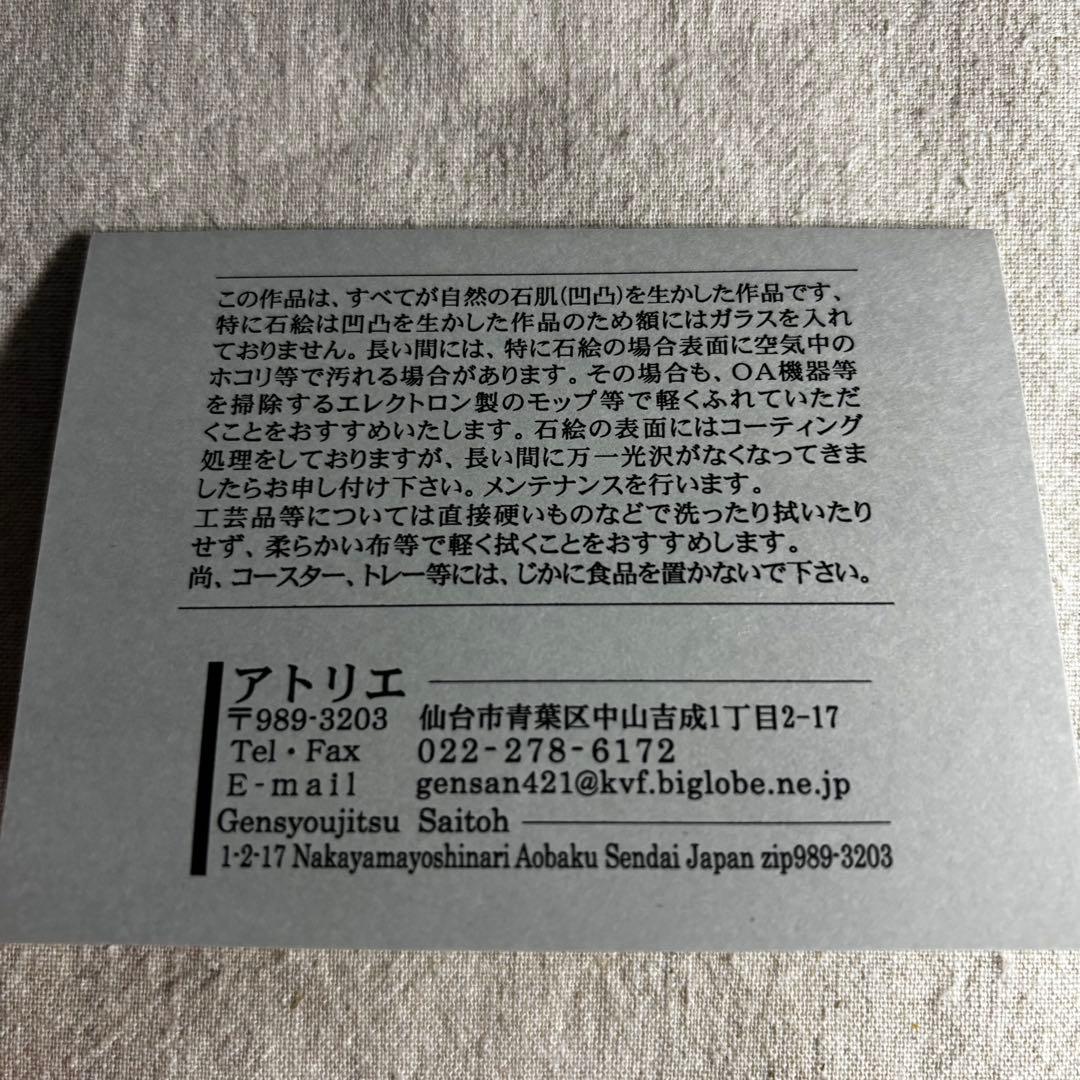 この作品は、すべてが自然の石肌(凹凸)を生かした作品です、
特に石絵は凹凸を生かした作品のため額にはガラスを入れ
ておりません。長い間には、特に石絵の場合表面に空気中の
ホコリ等で汚れる場合があります。その場合も、OA機器等
を掃除するエレクトロン製のモップ等で軽くふれていただ
くことをおすすめいたします。石絵の表面にはコーティング
処理をしておりますが、長い間に万一光沢がなくなってきま
したらお申し付け下さい。メンテナンスを行います。
工芸品等については直接硬いものなどで洗ったり拭いたり
せず、柔らかい布等で軽く拭くことをおすすめします。
尚、コースター、トレー等には、じかに食品を置かないで下さい。
アトリエ
〒989-3203 仙台市青葉区中山吉成1丁目2-17
Tel・Fax 022-278-6172
E-mail gensan421@kvf.biglobe.ne.jp
Gensyoujitsu Saitoh
1-2-17 Nakayamayoshinari Aobaku Sendai Japan zip989-3203